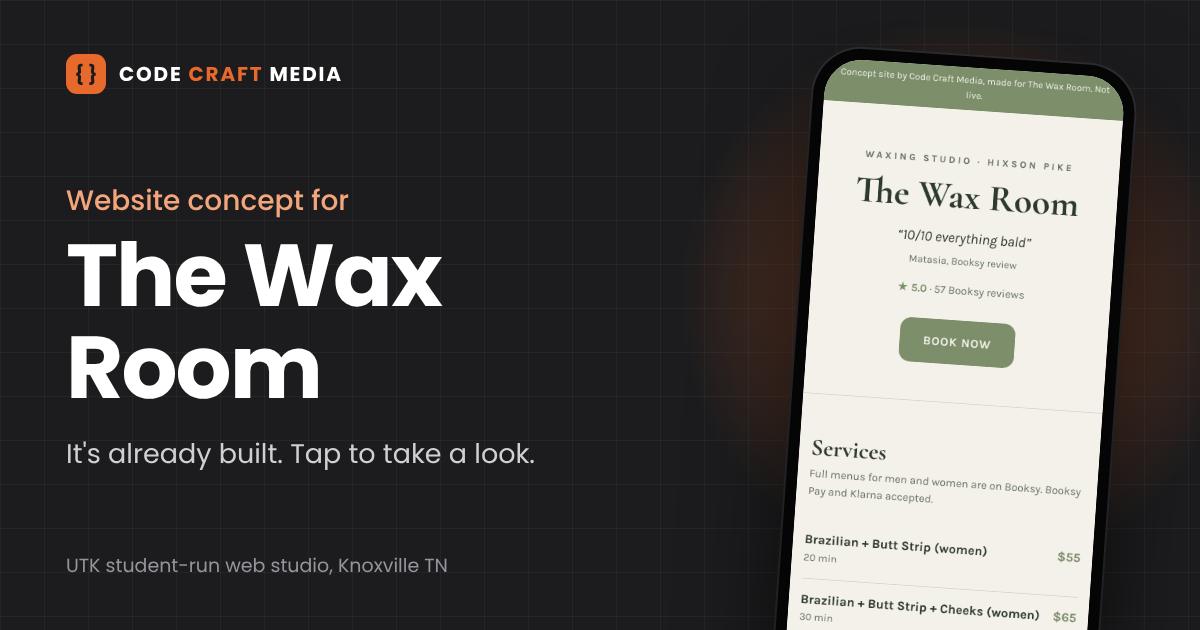 { } CODE CRAFT MEDIA
Website concept for
The Wax
Room
It's already built. Tap to take a look.
UTK student-run web studio, Knoxville TN
Concept site by Code Craft Media, made for The Wax Room. Not
live.
WAXING STUDIO · HIXSON PIKE
The Wax Room
“10/10 everything bald”
Matasia, Booksy review
★ 5.0 · 57 Booksy reviews
BOOK NOW
Services
Full menus for men and women are on Booksy. Booksy
Pay and Klarna accepted.
Brazilian + Butt Strip (women) $55
20 min
Brazilian + Butt Strip + Cheeks (women) $65
30 min